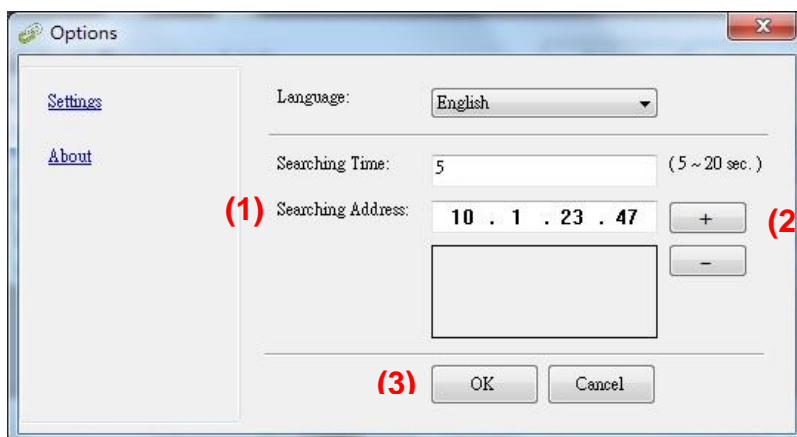 Options
Settings
About
Language: English
Searching Time: 5 ( 5 ~ 20 sec. )
(1) Searching Address: 10 . 1 . 23 . 47 + (2
-
(3) OK Cancel